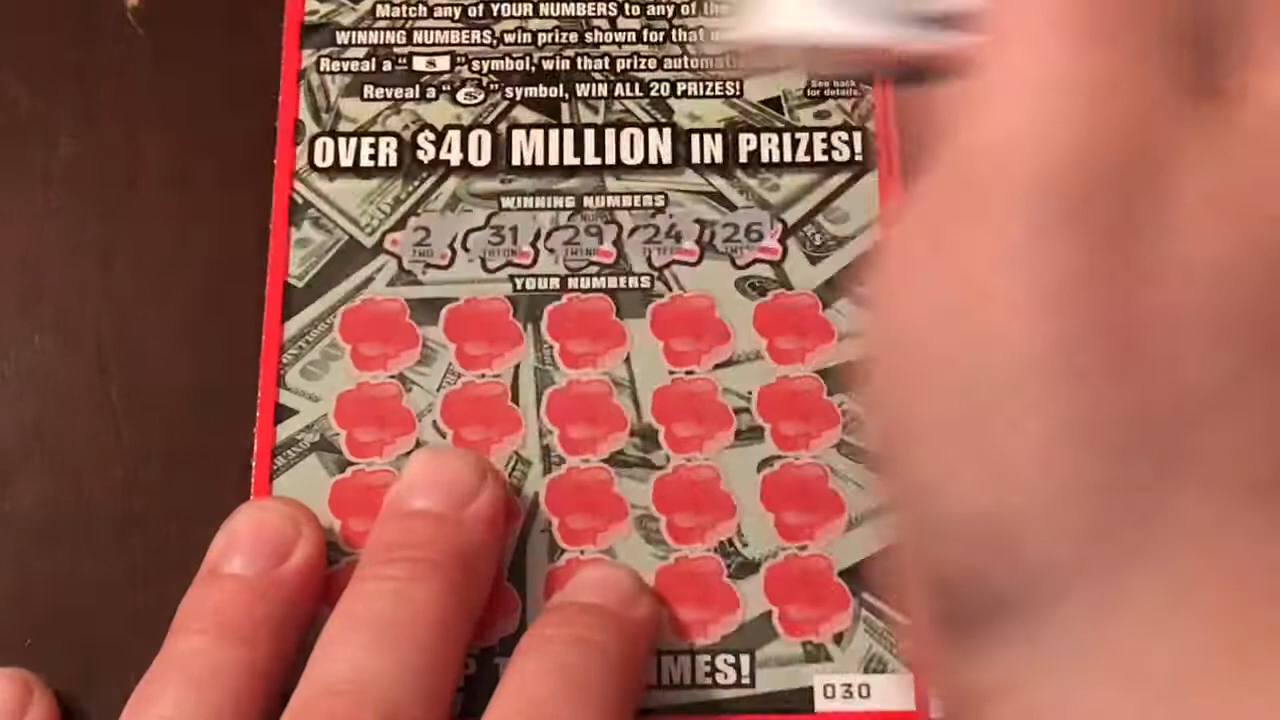 Match any of YOUR NUMBERS to any of the
WINNING NUMBERS, win prize shown for that
Reveal a "$" symbol, win that prize
Reveal a "$" symbol, WIN ALL 20 PRIZES!
See back
for details.
OVER $40 MILLION IN PRIZES!
WINNING NUMBERS
2 31 29 24 26
TWO
YOUR NUMBERS
030